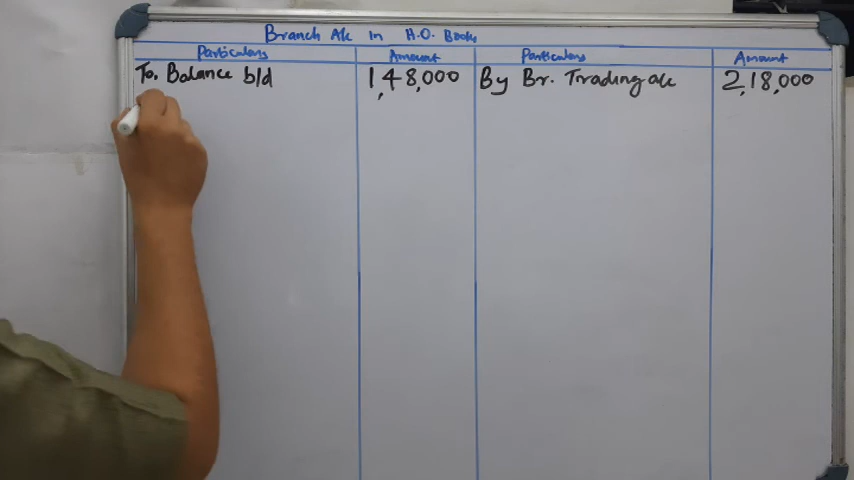 Branch A/c in H.O. Books
Particulars Amount Particulars Amount
To, Balance b/d 1,48,000 By Br. Trading a/c 2,18,000